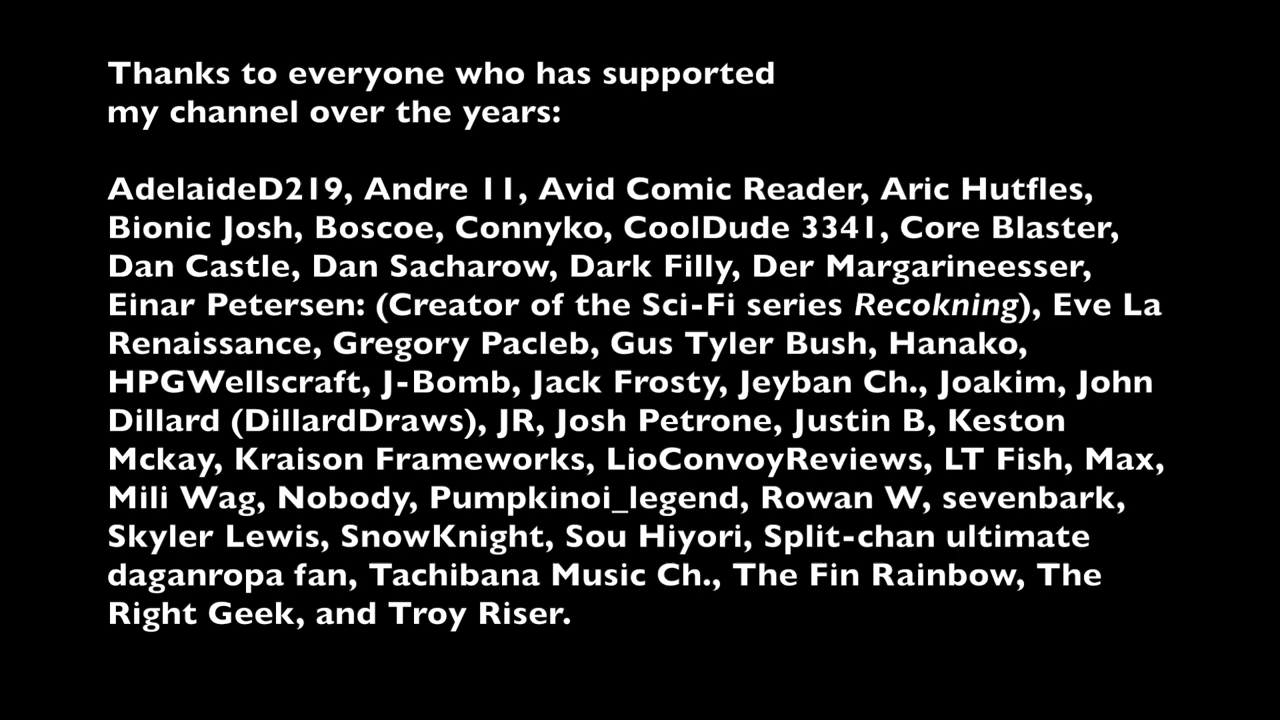 Thanks to everyone who has supported
my channel over the years:
AdelaideD219, Andre 11, Avid Comic Reader, Aric Hutfles,
Bionic Josh, Boscoe, Connyko, CoolDude 3341, Core Blaster,
Dan Castle, Dan Sacharow, Dark Filly, Der Margarineesser,
Einar Petersen: (Creator of the Sci-Fi series Recokning), Eve La
Renaissance, Gregory Pacleb, Gus Tyler Bush, Hanako,
HPGWellscraft, J-Bomb, Jack Frosty, Jeyban Ch., Joakim, John
Dillard (DillardDraws), JR, Josh Petrone, Justin B, Keston
Mckay, Kraison Frameworks, LioConvoyReviews, LT Fish, Max,
Mili Wag, Nobody, Pumpkinoi_legend, Rowan W, sevenbark,
Skyler Lewis, SnowKnight, Sou Hiyori, Split-chan ultimate
daganropa fan, Tachibana Music Ch., The Fin Rainbow, The
Right Geek, and Troy Riser.